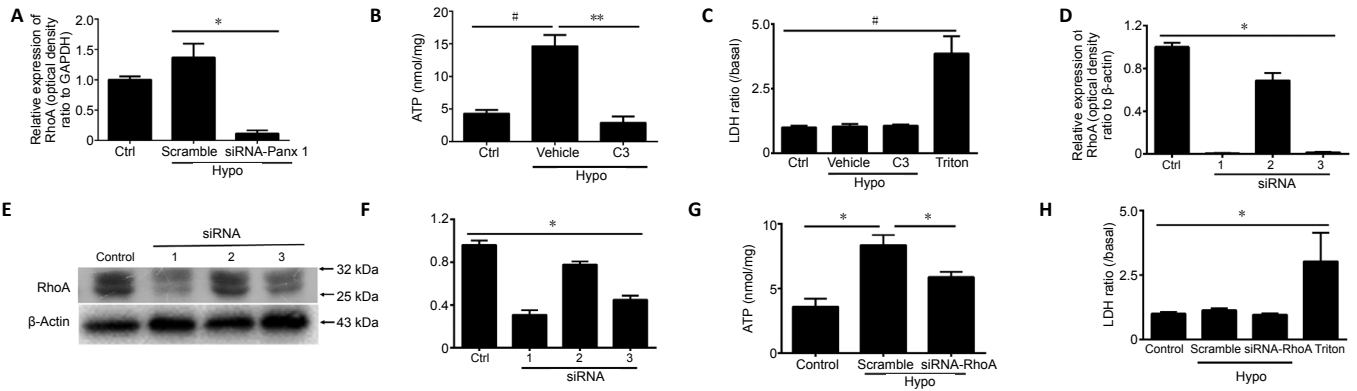 A
Relative expression of
RhoA (optical density
ratio to GAPDH)
2.0
1.5
1.0
0.5
0
*
Ctrl
Scramble
siRNA-Panx 1
Hypo
B
ATP (nmol/mg)
20
15
10
5
0
#
**
Ctrl
Vehicle
C3
Hypo
C
LDH ratio (/basal)
5.0
2.5
0
#
Ctrl
Vehicle
C3
Triton
Hypo
D
Relative expression of
RhoA (optical density
ratio to β-actin)
1.2
0.8
0.4
0
*
Ctrl
1
2
3
siRNA
E
siRNA
Control
1
2
3
RhoA
32 kDa
25 kDa
β-Actin
43 kDa
F
1.2
0.8
0.4
0
*
Ctrl
1
2
3
siRNA
G
ATP (nmol/mg)
10
5
0
*
*
Control
Scramble
siRNA-RhoA
Hypo
H
LDH ratio (/basal)
5.0
2.5
0
*
Control
Scramble
siRNA-RhoA
Triton
Hypo